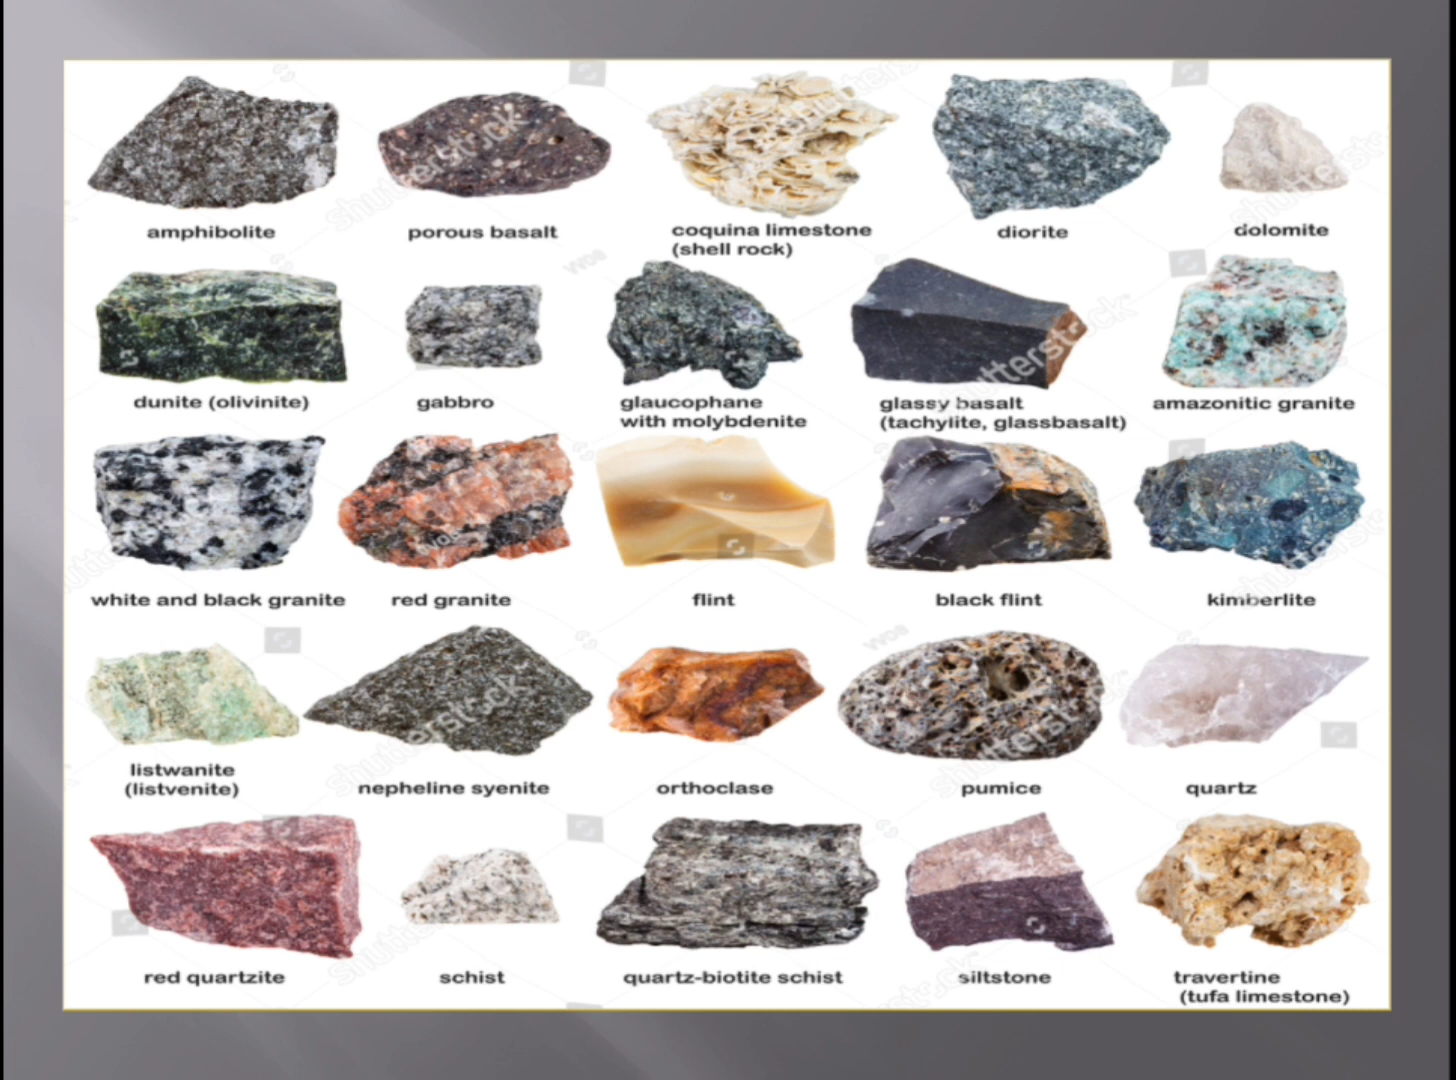 amphibolite
porous basalt
coquina limestone
(shell rock)
diorite
dolomite
dunite (olivinite)
gabbro
glaucophane
with molybdenite
glassy basalt
(tachylite, glassbasalt)
amazonitic granite
white and black granite
red granite
flint
black flint
kimberlite
listwanite
(listvenite)
nepheline syenite
orthoclase
pumice
quartz
red quartzite
schist
quartz-biotite schist
siltstone
travertine
(tufa limestone)